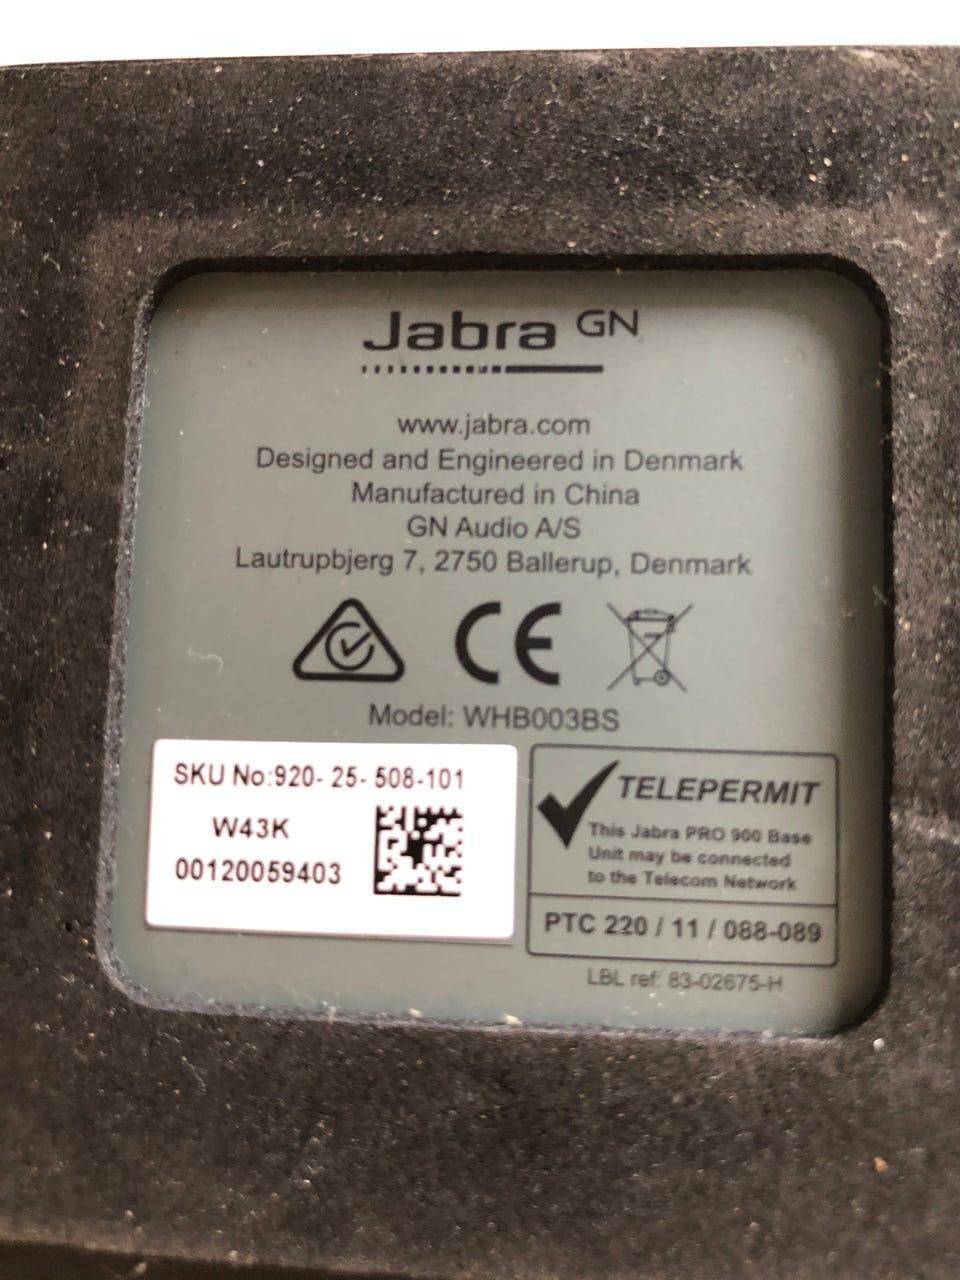 Jabra GN
www.jabra.com
Designed and Engineered in Denmark
Manufactured in China
GN Audio A/S
Lautrupbjerg 7, 2750 Ballerup, Denmark
CE
Model: WHB003BS
SKU No:920- 25- 508-101
W43K
00120059403
TELEPERMIT
This Jabra PRO 900 Base
Unit may be connected
to the Telecom Network
PTC 220 / 11 / 088-089
LBL ref: 83-02675-H